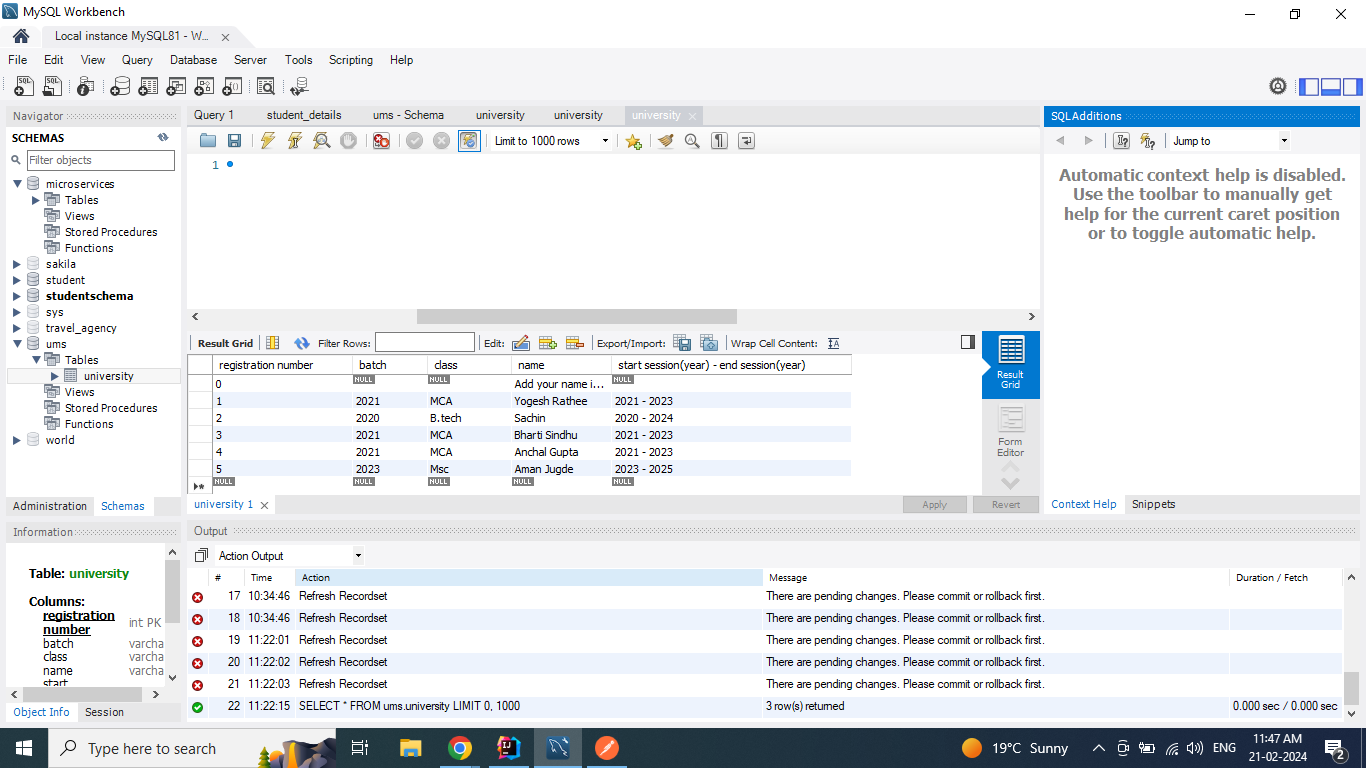 MySQL Workbench
Local instance MySQL81 - W...
File Edit View Query Database Server Tools Scripting Help
Navigator
SCHEMAS
Filter objects
microservices
Tables
Views
Stored Procedures
Functions
sakila
student
studentschema
sys
travel_agency
ums
Tables
university
Views
Stored Procedures
Functions
world
Administration Schemas
Information
Table: university
Columns:
registration number int PK
batch varcha
class varcha
name varcha
start
Object Info Session
Query 1 student_details ums - Schema university university university
Limit to 1000 rows
1
Result Grid Filter Rows: Edit: Export/Import: Wrap Cell Content:
registration number batch class name start session(year) - end session(year)
0 NULL NULL Add your name i... NULL
1 2021 MCA Yogesh Rathee 2021 - 2023
2 2020 B.tech Sachin 2020 - 2024
3 2021 MCA Bharti Sindhu 2021 - 2023
4 2021 MCA Anchal Gupta 2021 - 2023
5 2023 Msc Aman Jugde 2023 - 2025
NULL NULL NULL NULL NULL
Result Grid
Form Editor
university 1 Apply Revert
SQLAdditions
Jump to
Automatic context help is disabled.
Use the toolbar to manually get
help for the current caret position
or to toggle automatic help.
Context Help Snippets
Output
Action Output
# Time Action Message Duration / Fetch
17 10:34:46 Refresh Recordset There are pending changes. Please commit or rollback first.
18 10:34:46 Refresh Recordset There are pending changes. Please commit or rollback first.
19 11:22:01 Refresh Recordset There are pending changes. Please commit or rollback first.
20 11:22:02 Refresh Recordset There are pending changes. Please commit or rollback first.
21 11:22:03 Refresh Recordset There are pending changes. Please commit or rollback first.
22 11:22:15 SELECT * FROM ums.university LIMIT 0, 1000 3 row(s) returned 0.000 sec / 0.000 sec
Type here to search
19°C Sunny
ENG
11:47 AM
21-02-2024
2